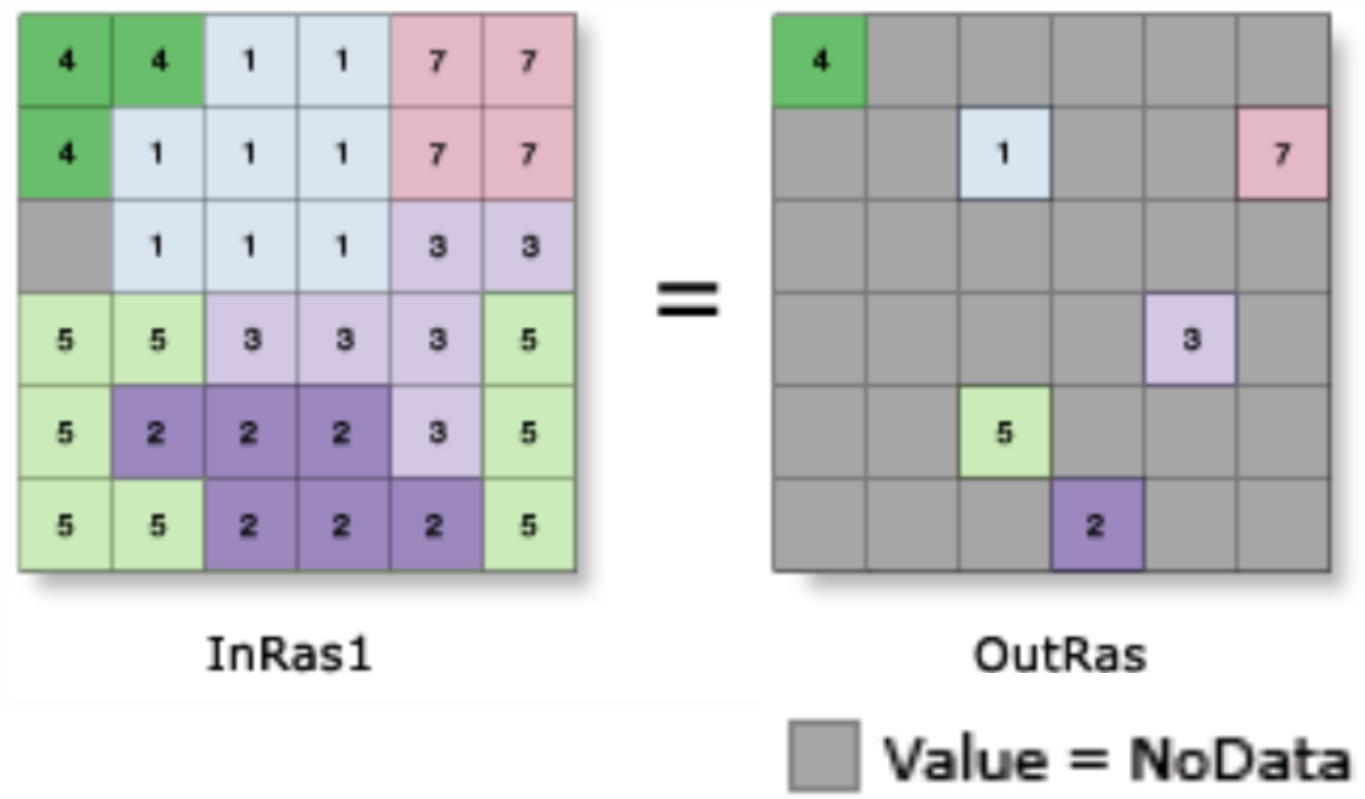 4 4 1 1 7 7
4 1 1 1 7 7
1 1 1 3 3
5 5 3 3 3 5
5 2 2 2 3 5
5 5 2 2 2 5
InRas1
=
4
1 7
3
5
2
OutRas
Value = NoData